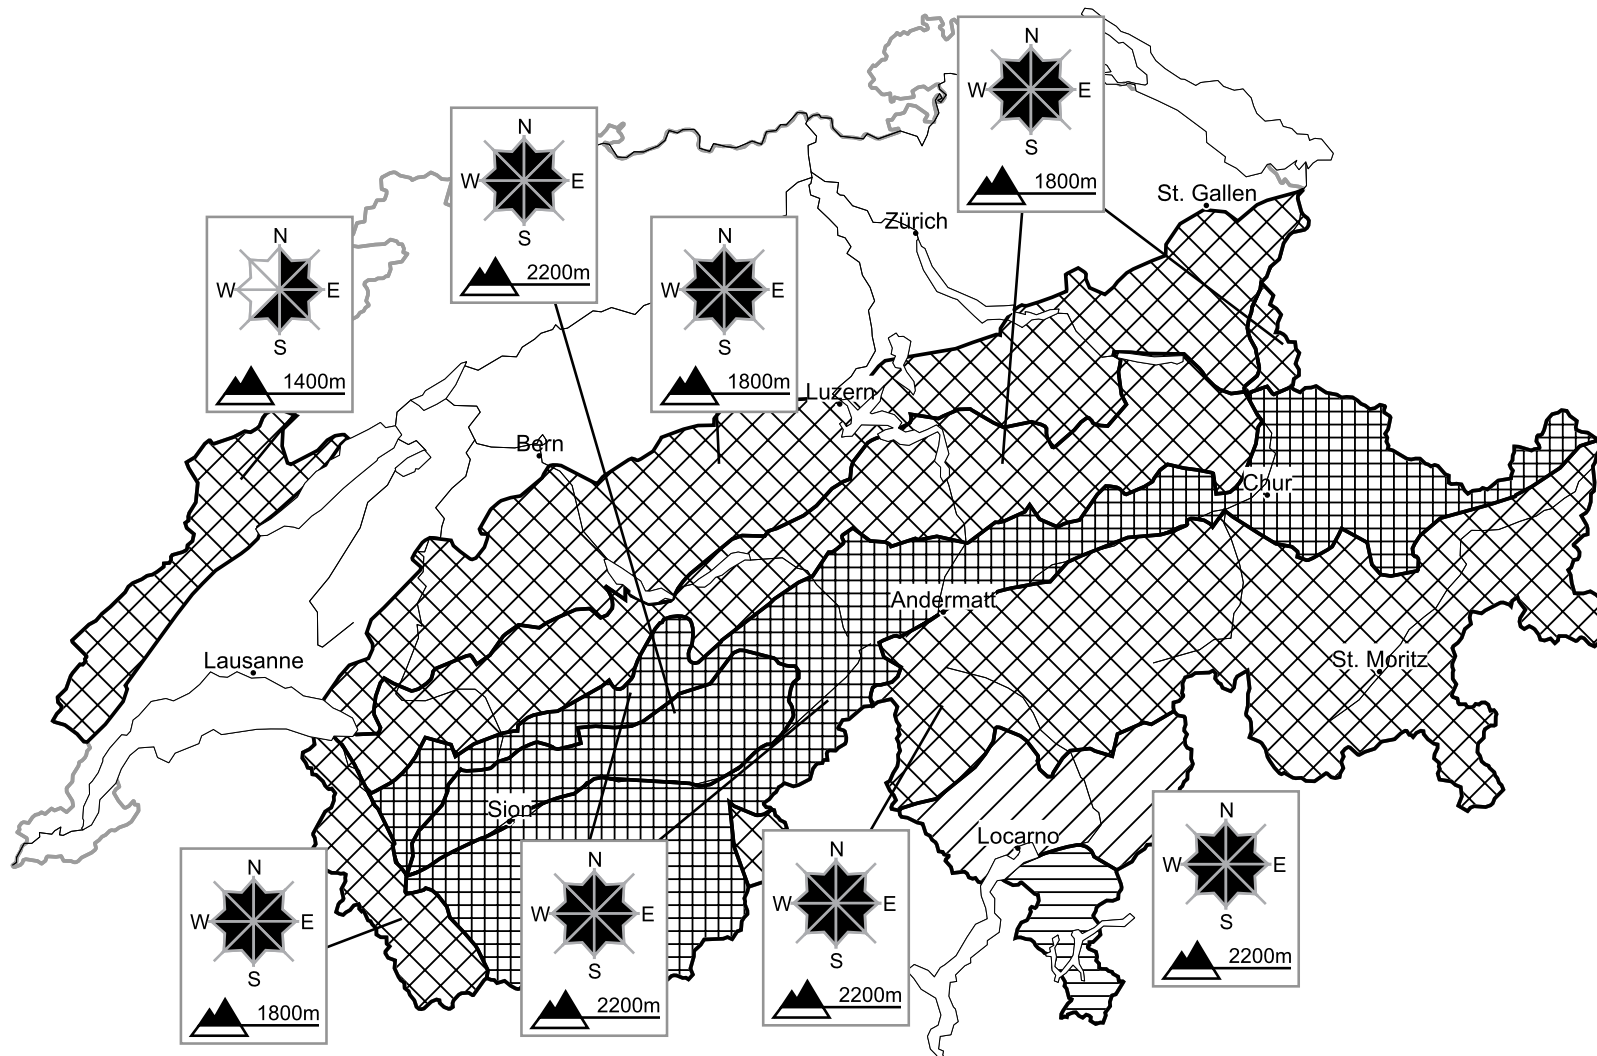 N
W E
S
1800m
N
W E
S
2200m
St. Gallen
Zürich
N
W E
S
1400m
N
W E
S
1800m
Luzern
Bern
Chur
Andermatt
Lausanne
St. Moritz
Sion
Locarno
N
W E
S
2200m
N
W E
S
1800m
N
W E
S
2200m
N
W E
S
2200m